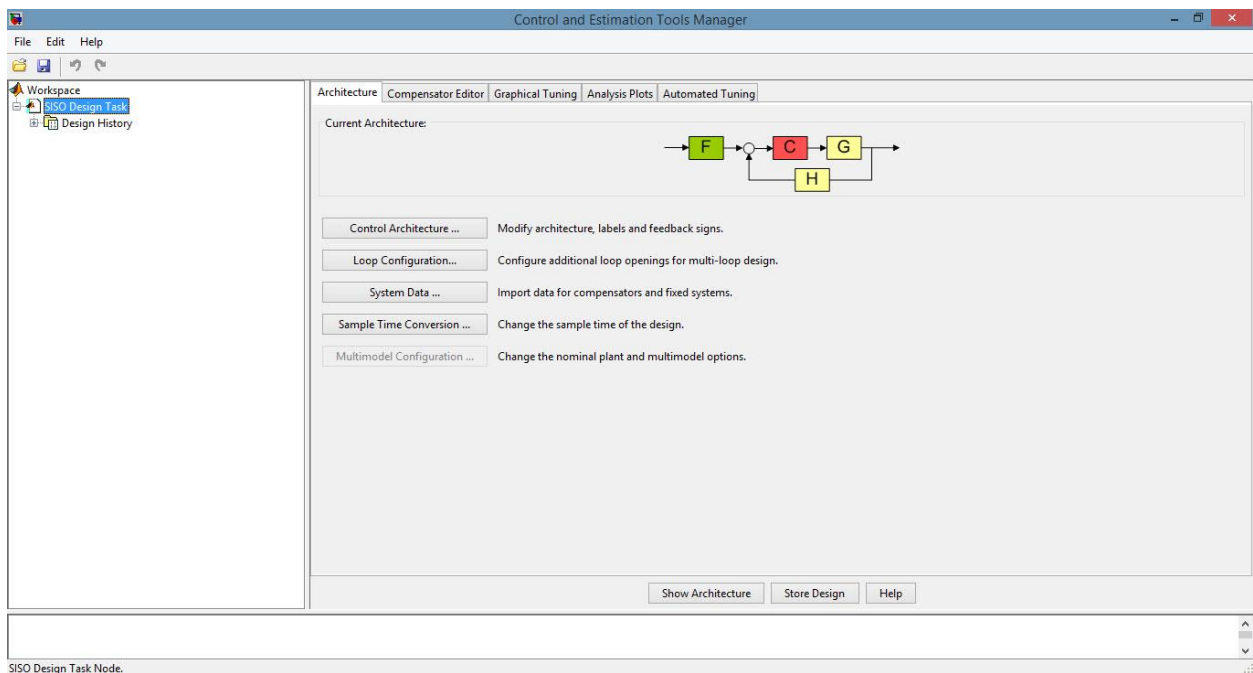 Control and Estimation Tools Manager
File Edit Help
Workspace
SISO Design Task
Design History
Architecture Compensator Editor Graphical Tuning Analysis Plots Automated Tuning
Current Architecture:
F C G
H
Control Architecture ... Modify architecture, labels and feedback signs.
Loop Configuration... Configure additional loop openings for multi-loop design.
System Data ... Import data for compensators and fixed systems.
Sample Time Conversion ... Change the sample time of the design.
Multimodel Configuration ... Change the nominal plant and multimodel options.
Show Architecture Store Design Help
SISO Design Task Node.